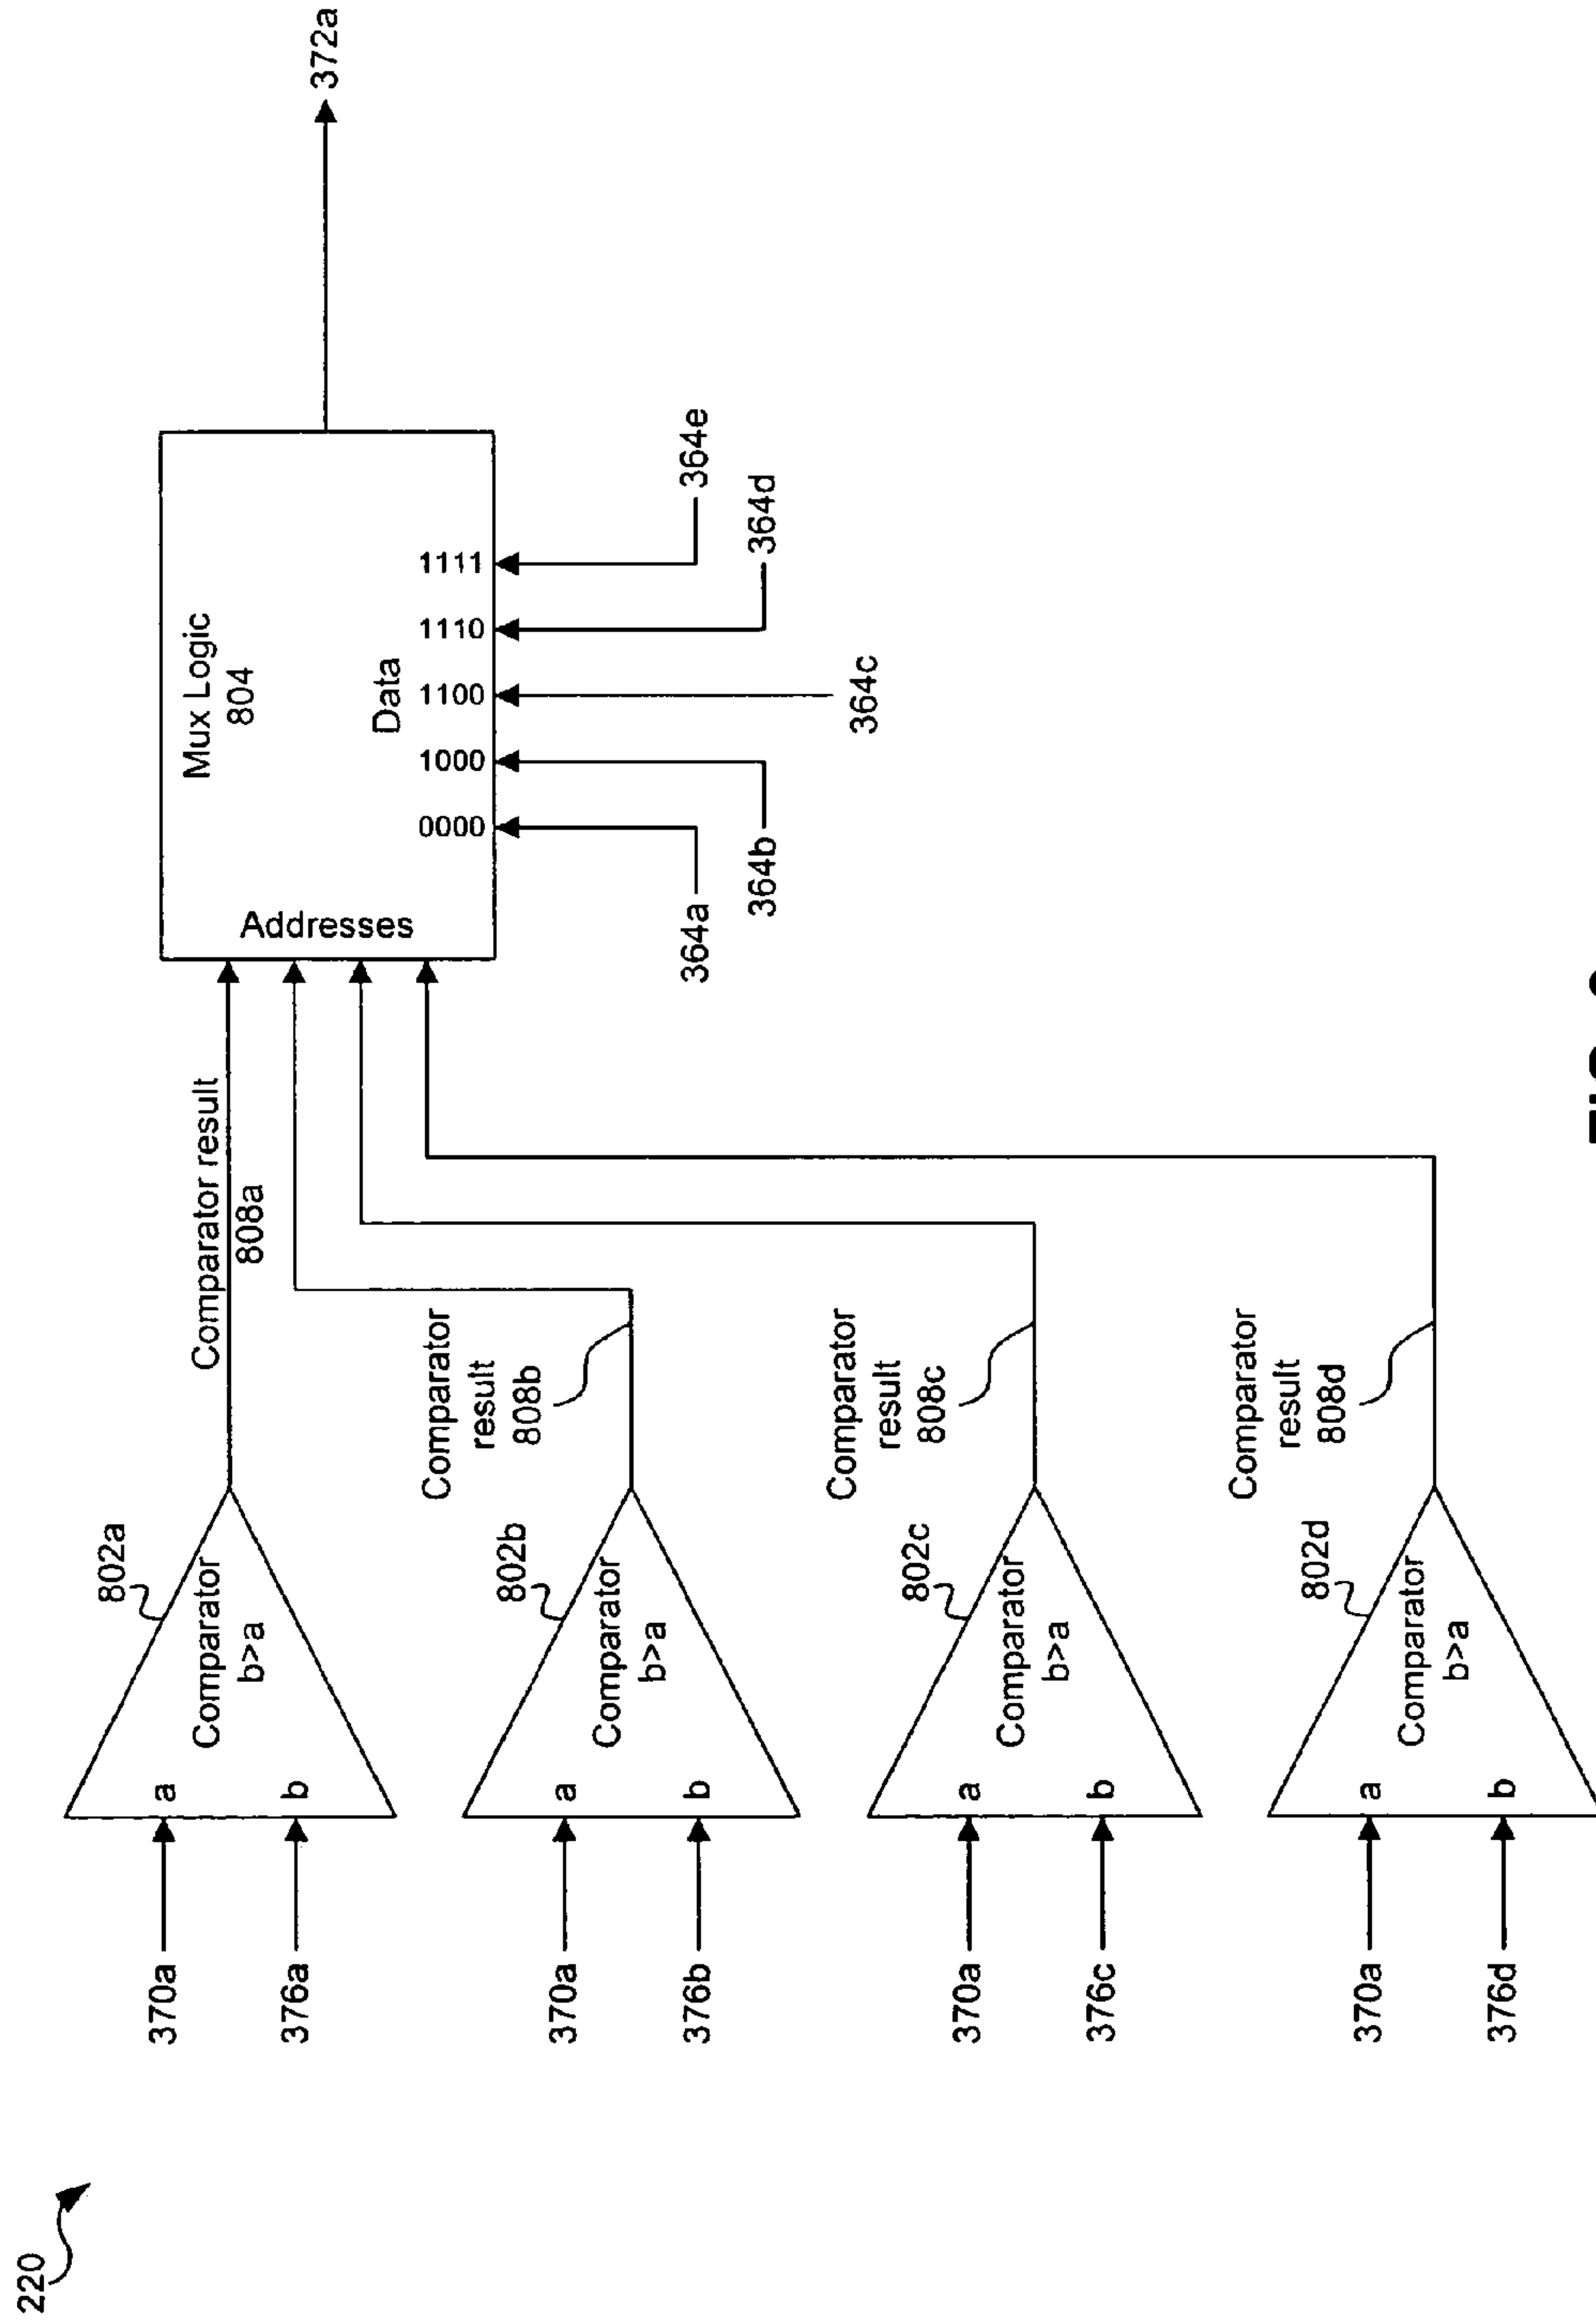 220
370a
376a
a
b
Comparator
b>a
802a
Comparator result
808a
370a
376b
a
b
Comparator
b>a
802b
Comparator
result
808b
370a
376c
a
b
Comparator
b>a
802c
Comparator
result
808c
370a
376d
a
b
Comparator
b>a
802d
Comparator
result
808d
Mux Logic
804
Addresses
Data
0000
1000
1100
1110
1111
364a
364b
364c
364d
364e
372a